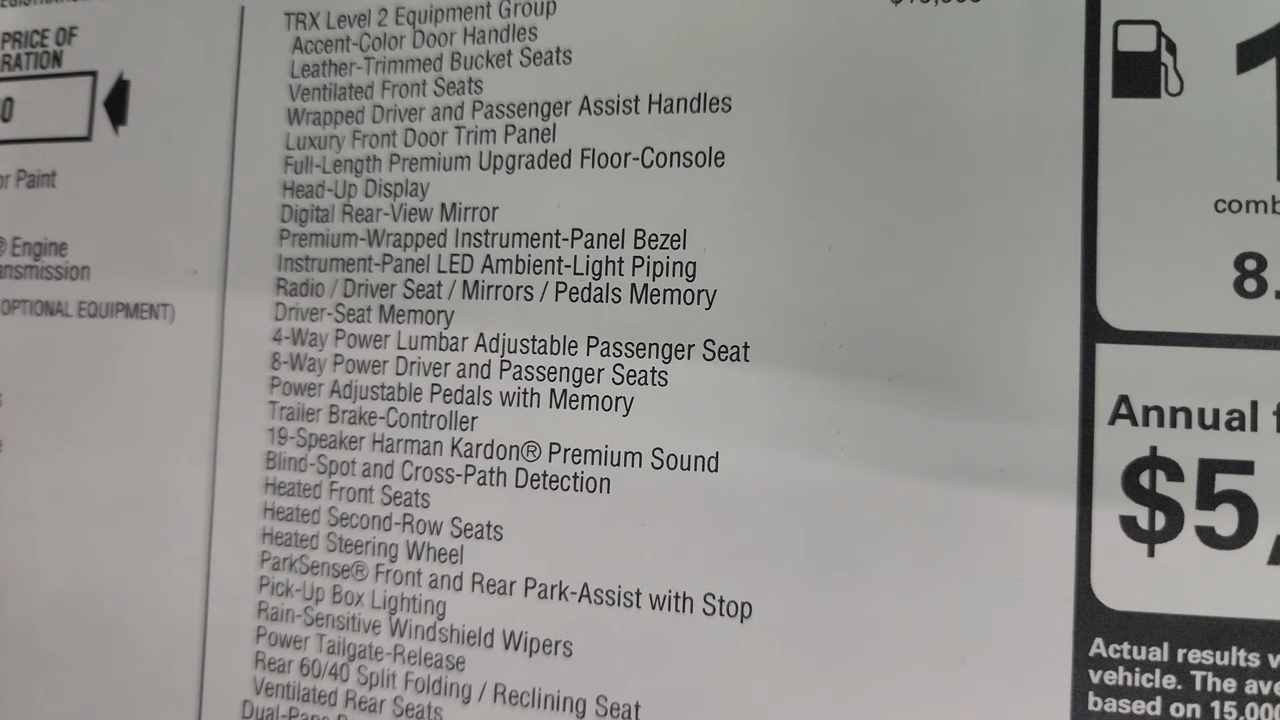 PRICE OF
RATION
0
or Paint
® Engine
ansmission
OPTIONAL EQUIPMENT)
TRX Level 2 Equipment Group
Accent-Color Door Handles
Leather-Trimmed Bucket Seats
Ventilated Front Seats
Wrapped Driver and Passenger Assist Handles
Luxury Front Door Trim Panel
Full-Length Premium Upgraded Floor-Console
Head-Up Display
Digital Rear-View Mirror
Premium-Wrapped Instrument-Panel Bezel
Instrument-Panel LED Ambient-Light Piping
Radio / Driver Seat / Mirrors / Pedals Memory
Driver-Seat Memory
4-Way Power Lumbar Adjustable Passenger Seat
8-Way Power Driver and Passenger Seats
Power Adjustable Pedals with Memory
Trailer Brake-Controller
19-Speaker Harman Kardon® Premium Sound
Blind-Spot and Cross-Path Detection
Heated Front Seats
Heated Second-Row Seats
Heated Steering Wheel
ParkSense® Front and Rear Park-Assist with Stop
Pick-Up Box Lighting
Rain-Sensitive Windshield Wipers
Power Tailgate-Release
Rear 60/40 Split Folding / Reclining Seat
Ventilated Rear Seats
1
comb
8.
Annual f
$5,
Actual results v
vehicle. The ave
based on 15,000